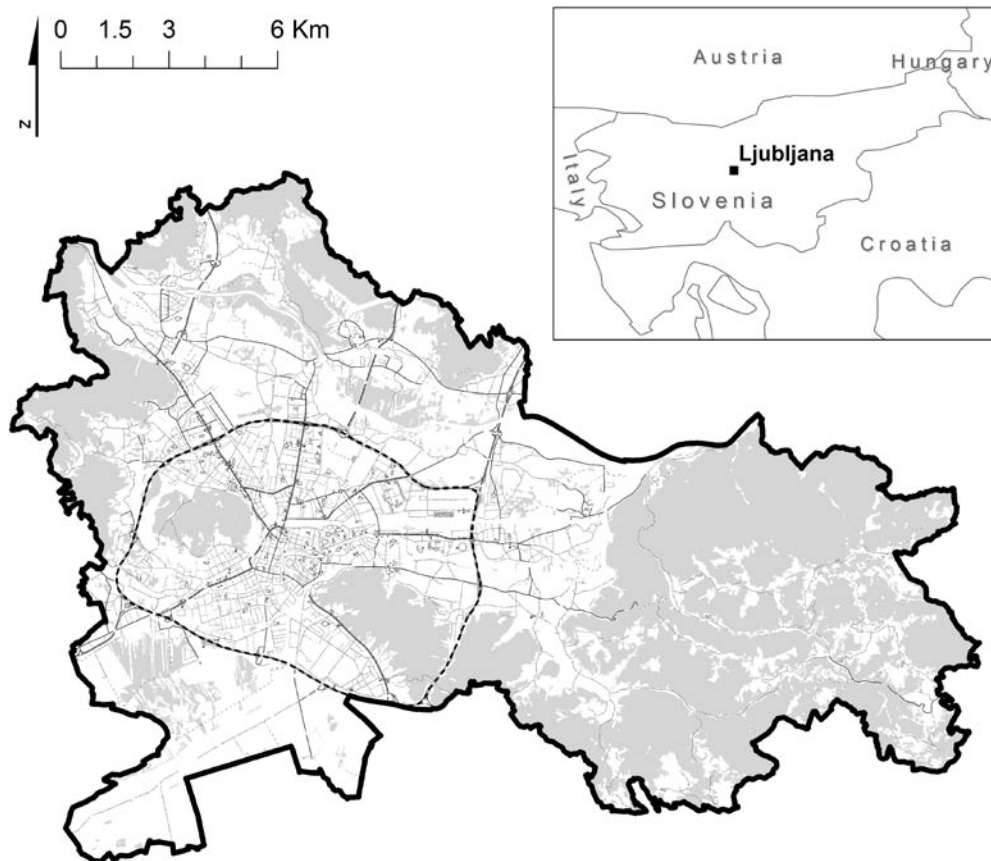 0 1.5 3 6 Km
N
Austria
Hungary
Ljubljana
Italy
Slovenia
Croatia